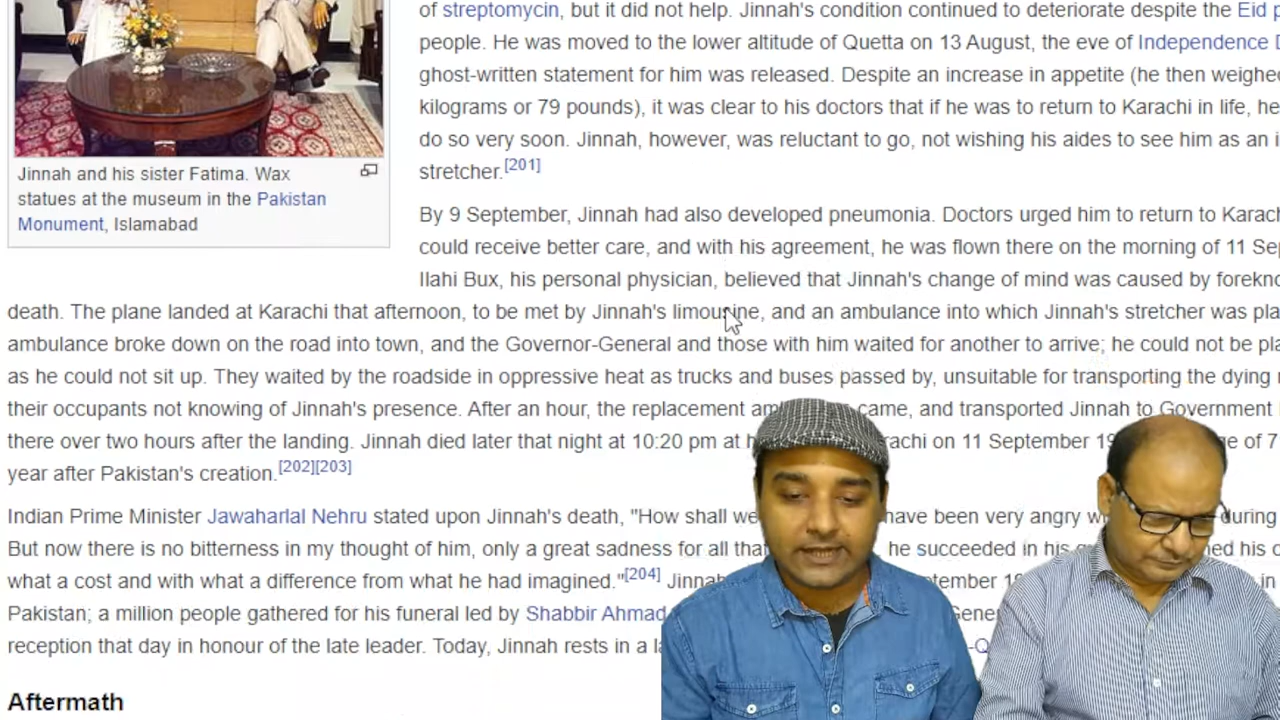 of streptomycin, but it did not help. Jinnah's condition continued to deteriorate despite the Eid
people. He was moved to the lower altitude of Quetta on 13 August, the eve of Independence
ghost-written statement for him was released. Despite an increase in appetite (he then weighed
kilograms or 79 pounds), it was clear to his doctors that if he was to return to Karachi in life, he
do so very soon. Jinnah, however, was reluctant to go, not wishing his aides to see him as an
stretcher.[201]
Jinnah and his sister Fatima. Wax
statues at the museum in the Pakistan
Monument, Islamabad
By 9 September, Jinnah had also developed pneumonia. Doctors urged him to return to
could receive better care, and with his agreement, he was flown there on the morning of 11
Ilahi Bux, his personal physician, believed that Jinnah's change of mind was caused by
death. The plane landed at Karachi that afternoon, to be met by Jinnah's limousine, and an ambulance into which Jinnah's stretcher was
ambulance broke down on the road into town, and the Governor-General and those with him waited for another to arrive; he could not be
as he could not sit up. They waited by the roadside in oppressive heat as trucks and buses passed by, unsuitable for transporting the dying
their occupants not knowing of Jinnah's presence. After an hour, the replacement came, and transported Jinnah to Government
there over two hours after the landing. Jinnah died later that night at 10:20 pm at on 11 September of
year after Pakistan's creation.[202][203]
Indian Prime Minister Jawaharlal Nehru stated upon Jinnah's death, "How shall we have been very angry during
But now there is no bitterness in my thought of him, only a great sadness for all he succeeded in his his
what a cost and with what a difference from what he had imagined."[204] in
Pakistan; a million people gathered for his funeral led by Shabbir Ahmad
reception that day in honour of the late leader. Today, Jinnah rests in a
Aftermath